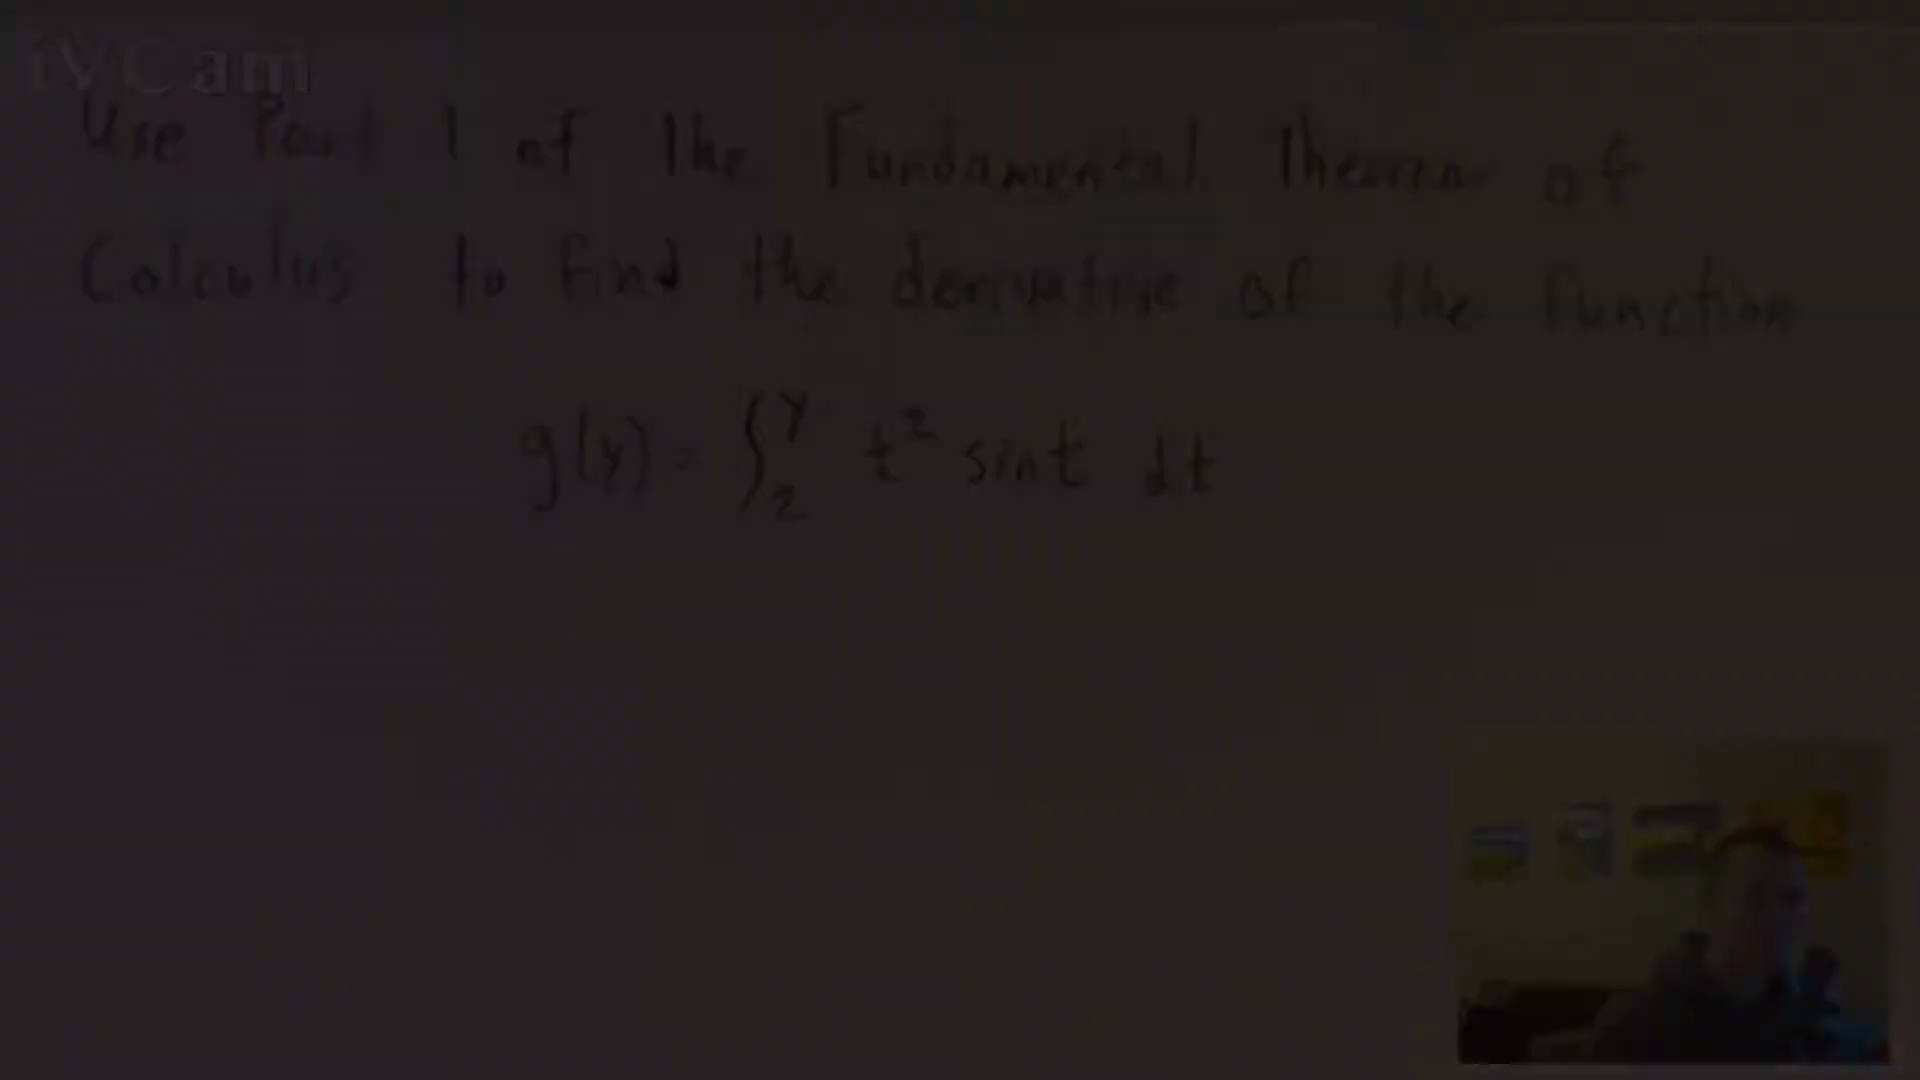 iVCam
Use Part 1 of the Fundamental Theorem of
Calculus to find the derivative of the function
g(y) = ∫₂ʸ t² sin t dt